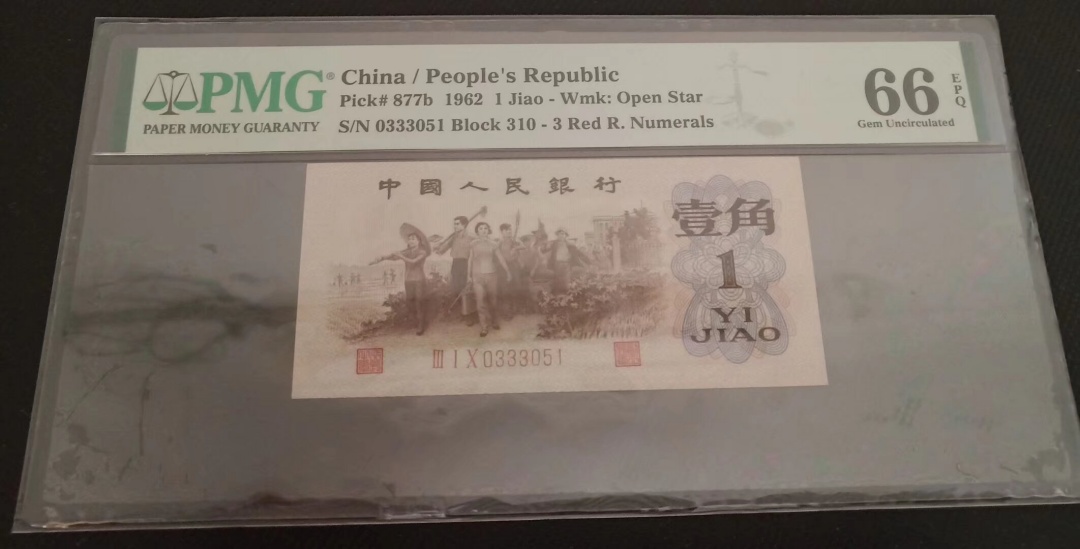 PMG®
PAPER MONEY GUARANTY
China / People's Republic
Pick# 877b 1962 1 Jiao - Wmk: Open Star
S/N 0333051 Block 310 - 3 Red R. Numerals
66 EPQ
Gem Uncirculated
中國人民銀行
壹角
1
YI
JIAO
III I X 0333051